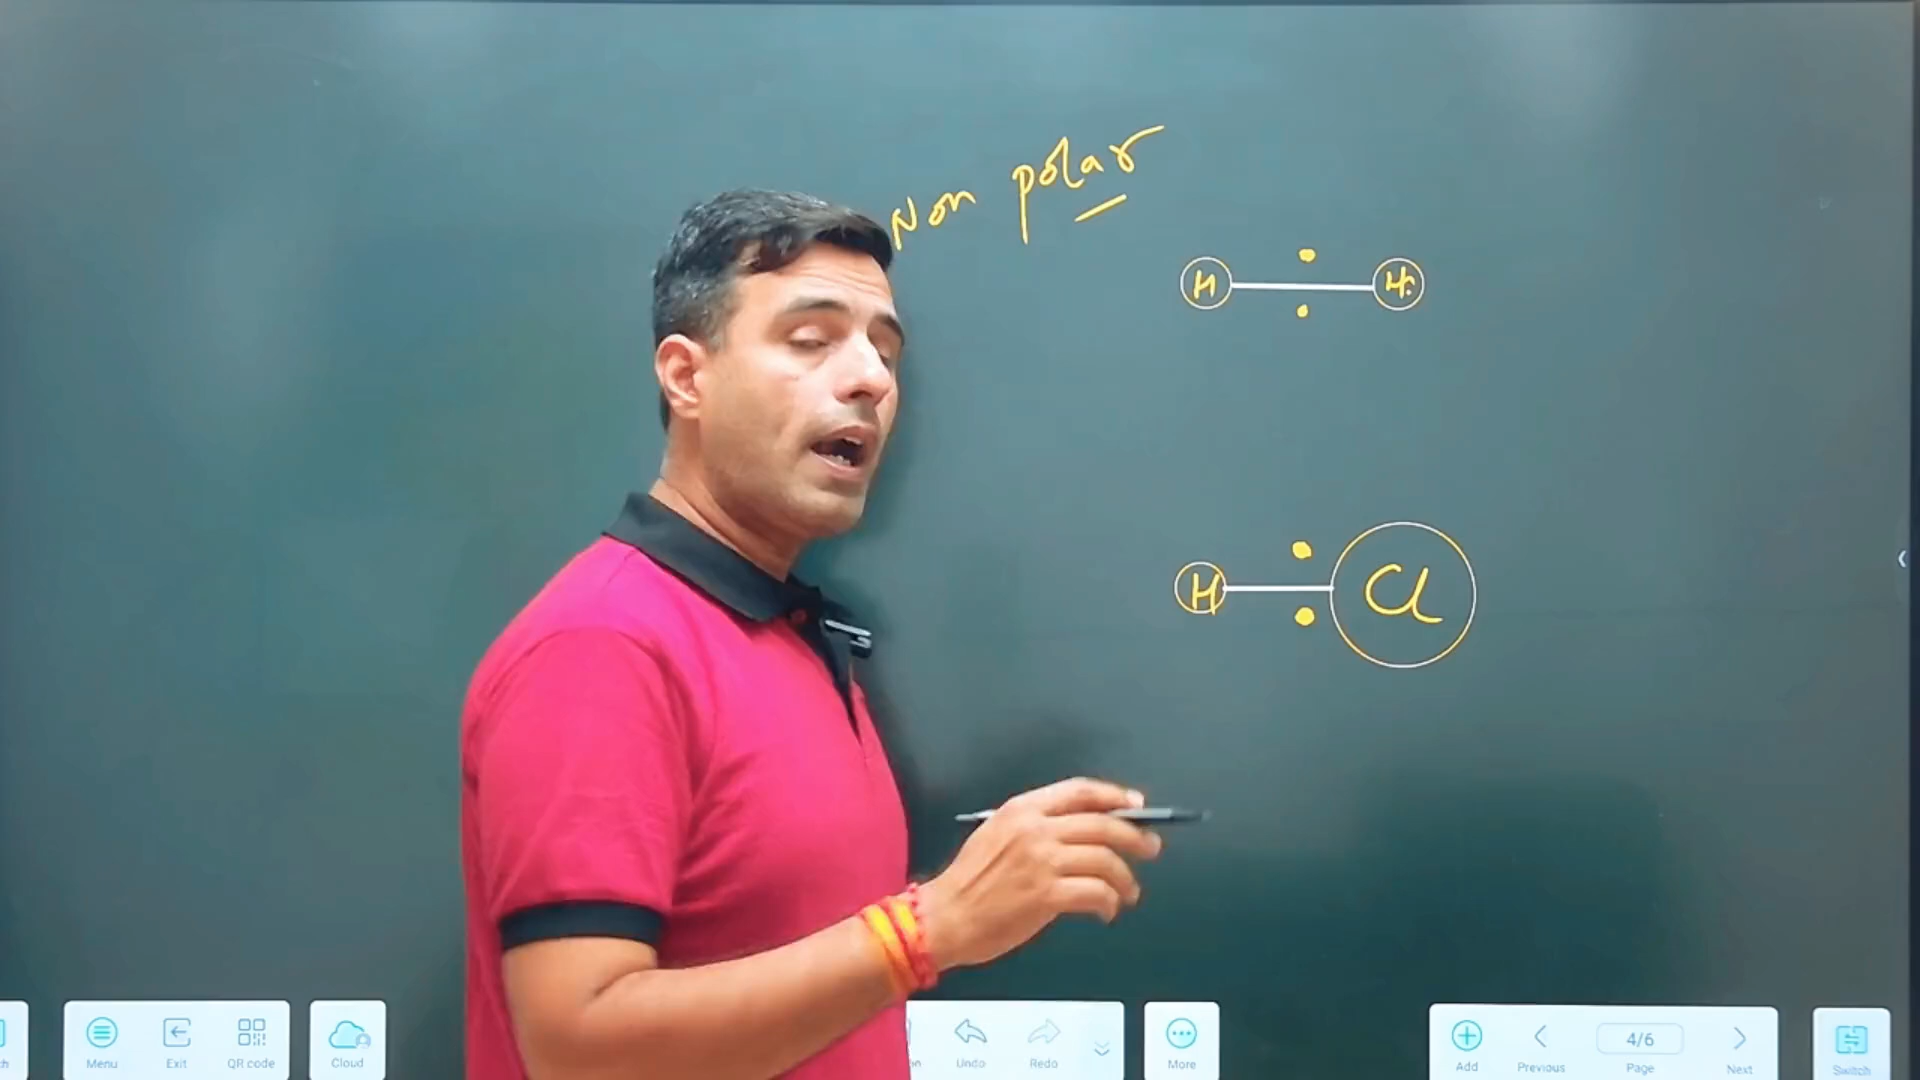 Non polar
H H
H Cl
Menu Exit QR code Cloud Undo Redo More Add Previous 4/6 Page Next Switch